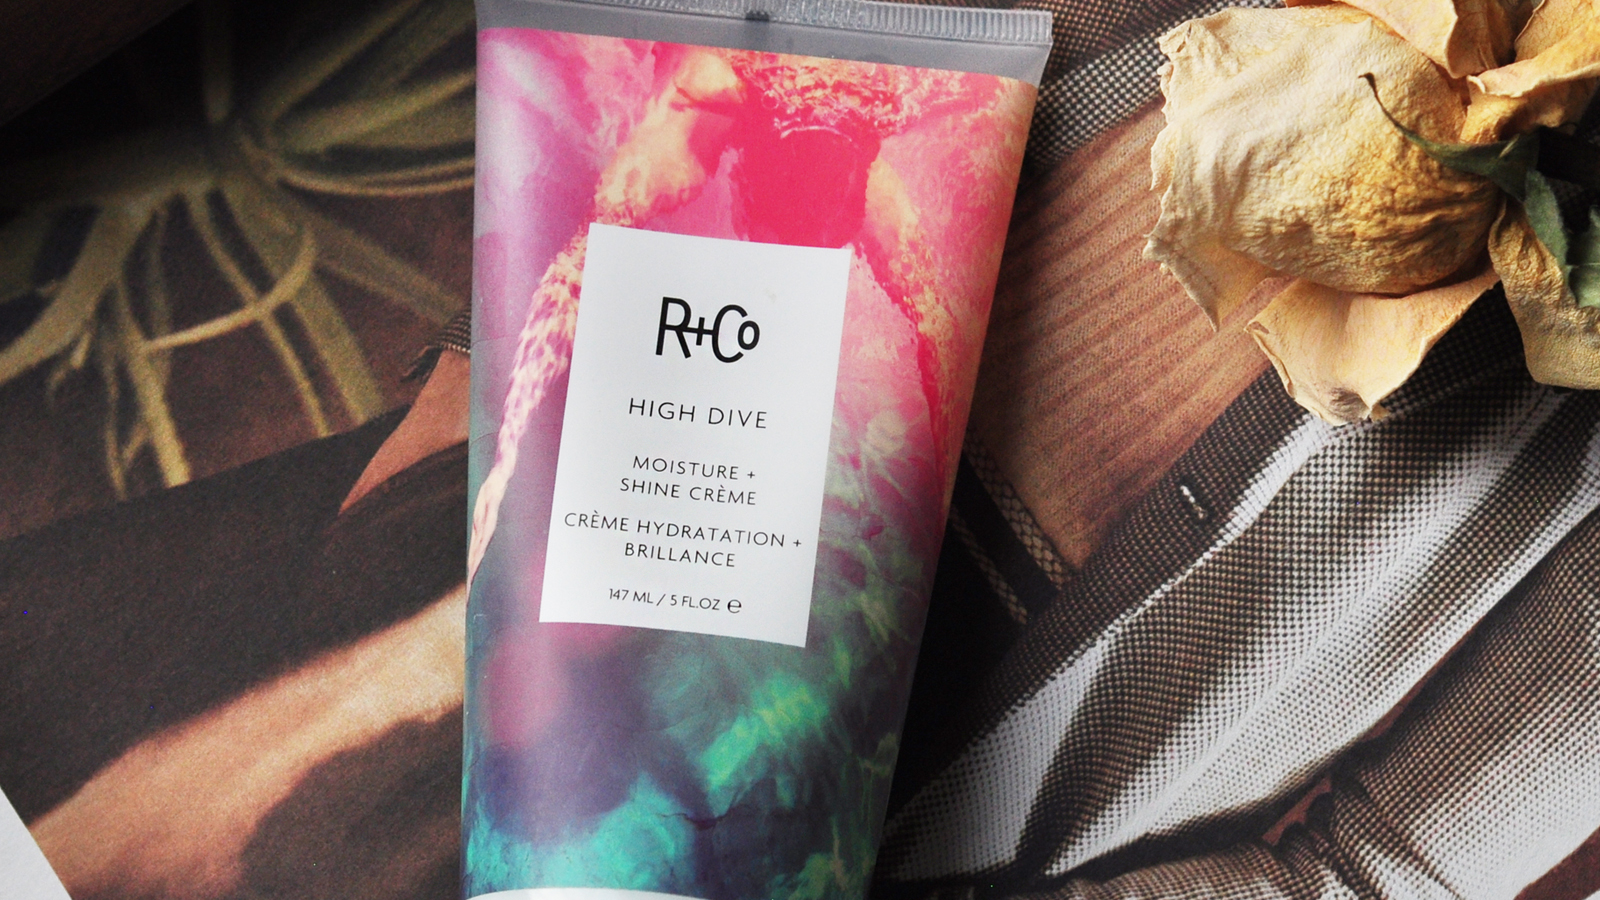 R+Co
HIGH DIVE
MOISTURE +
SHINE CRÈME
CRÈME HYDRATATION +
BRILLANCE
147 ML / 5 FL.OZ ℮